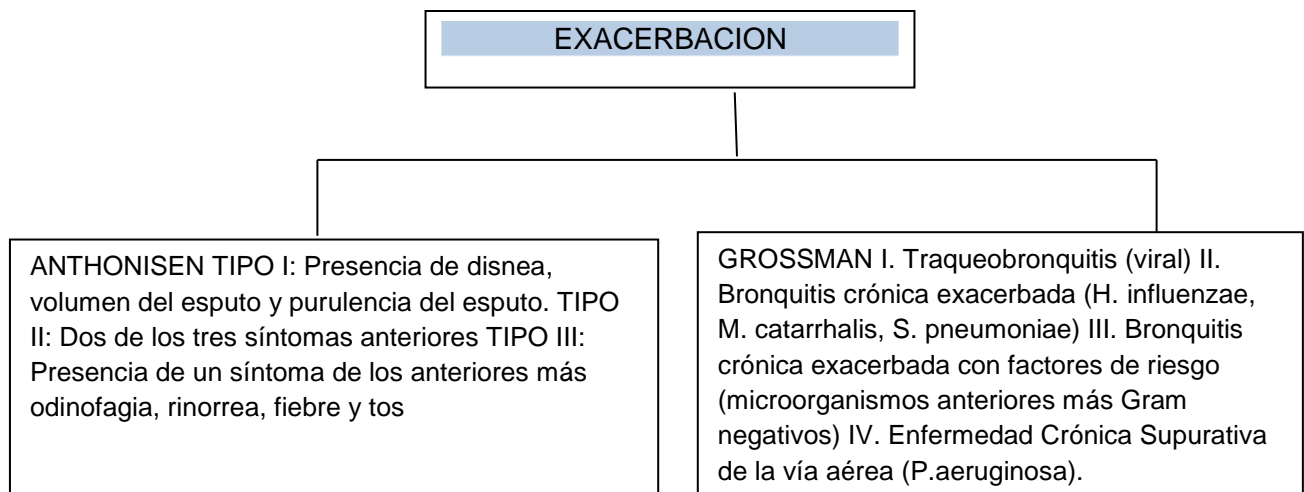 EXACERBACION
ANTHONISEN TIPO I: Presencia de disnea,
volumen del esputo y purulencia del esputo. TIPO
II: Dos de los tres síntomas anteriores TIPO III:
Presencia de un síntoma de los anteriores más
odinofagia, rinorrea, fiebre y tos
GROSSMAN I. Traqueobronquitis (viral) II.
Bronquitis crónica exacerbada (H. influenzae,
M. catarrhalis, S. pneumoniae) III. Bronquitis
crónica exacerbada con factores de riesgo
(microorganismos anteriores más Gram
negativos) IV. Enfermedad Crónica Supurativa
de la vía aérea (P.aeruginosa).